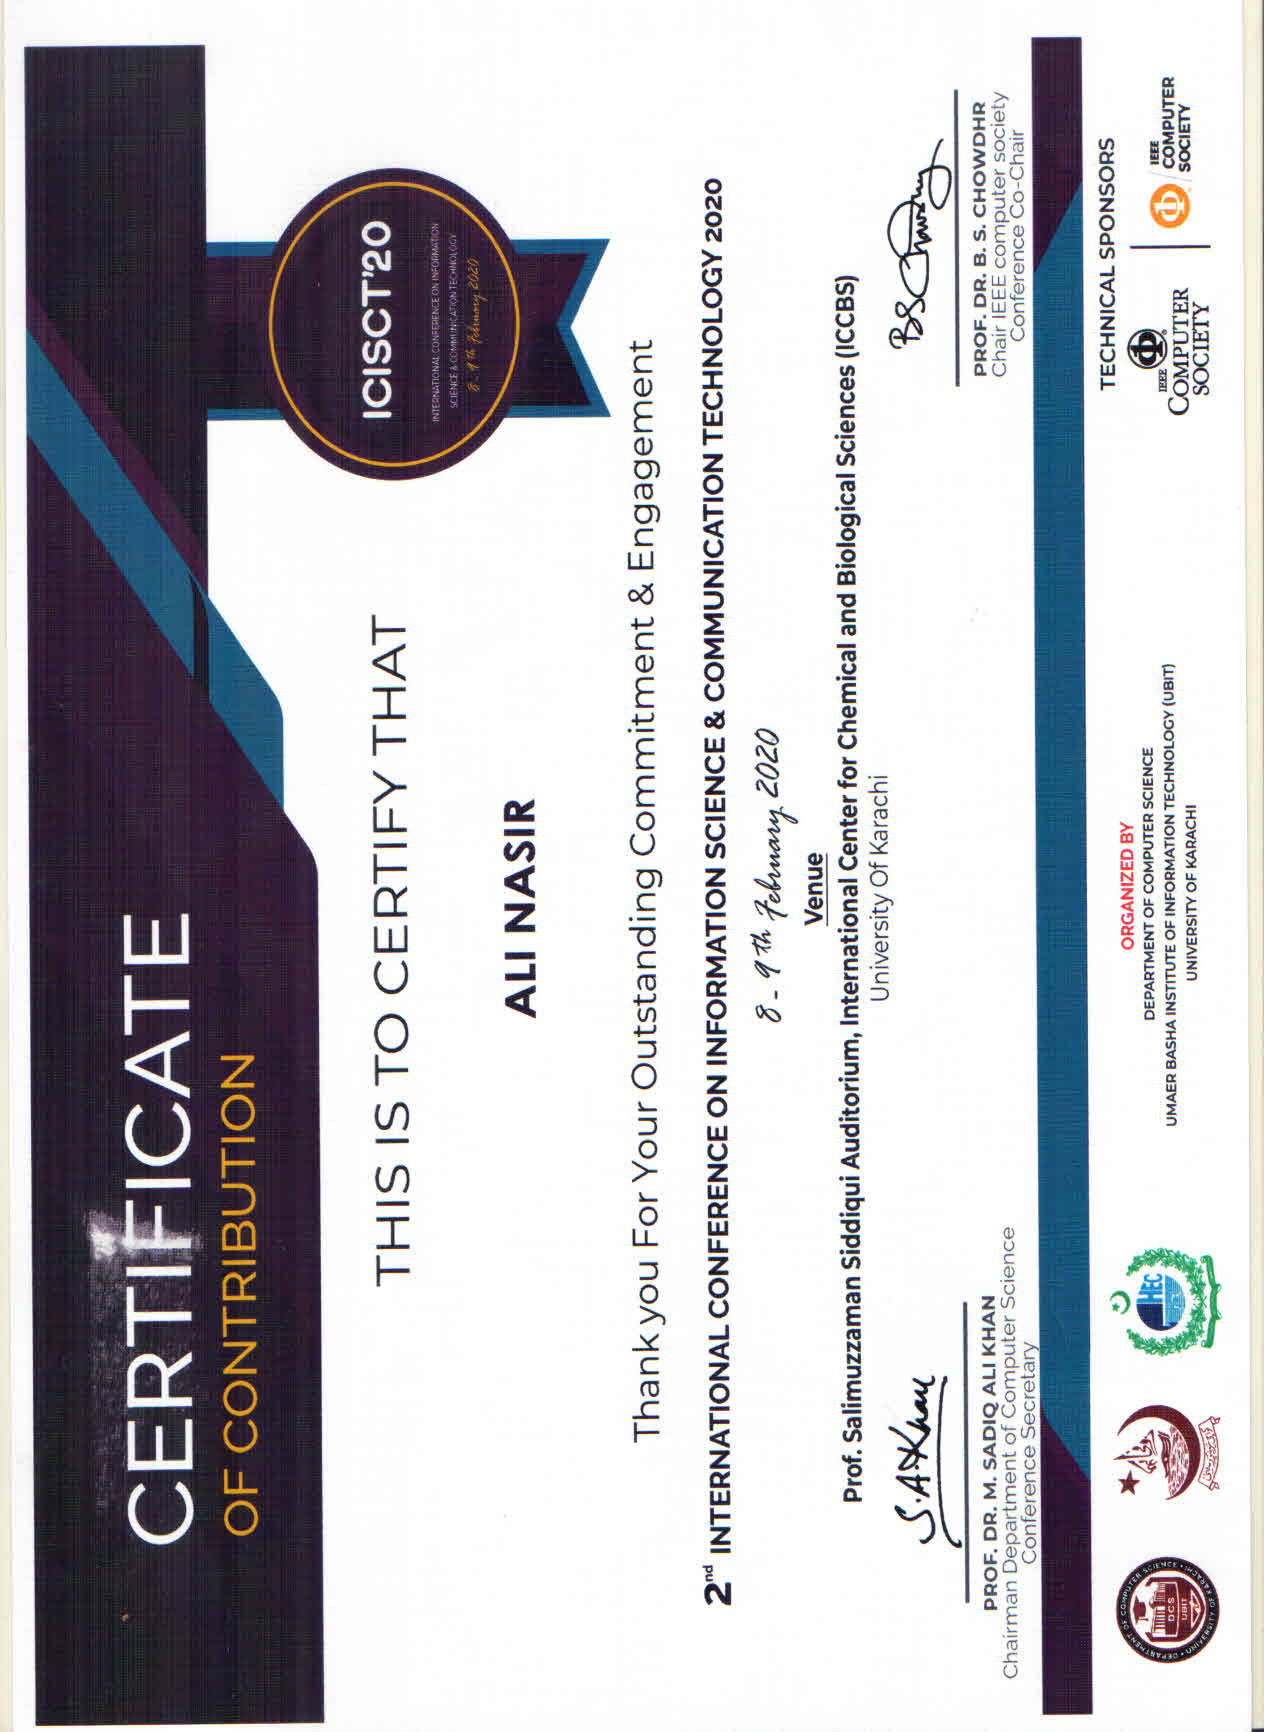 CERTIFICATE
OF CONTRIBUTION
ICISCT'20
INTERNATIONAL CONFERENCE ON INFORMATION
SCIENCE & COMMUNICATION TECHNOLOGY
8 - 9 th February 2020
THIS IS TO CERTIFY THAT
ALI NASIR
Thank you For Your Outstanding Commitment & Engagement
2nd INTERNATIONAL CONFERENCE ON INFORMATION SCIENCE & COMMUNICATION TECHNOLOGY 2020
8 - 9 th February 2020
Venue
Prof. Salimuzzaman Siddiqui Auditorium, International Center for Chemical and Biological Sciences (ICCBS)
University Of Karachi
S.A.Khan
PROF. DR. M. SADIQ ALI KHAN
Chairman Department of Computer Science
Conference Secretary
BSChowdhry
PROF. DR. B. S. CHOWDHR
Chair IEEE computer society
Conference Co-Chair
DEPARTMENT OF COMPUTER SCIENCE • UNIVERSITY OF KARACHI •
DCS
UBIT
HEC
ORGANIZED BY
DEPARTMENT OF COMPUTER SCIENCE
UMAER BASHA INSTITUTE OF INFORMATION TECHNOLOGY (UBIT)
UNIVERSITY OF KARACHI
TECHNICAL SPONSORS
IEEE
COMPUTER
SOCIETY
IEEE
COMPUTER
SOCIETY